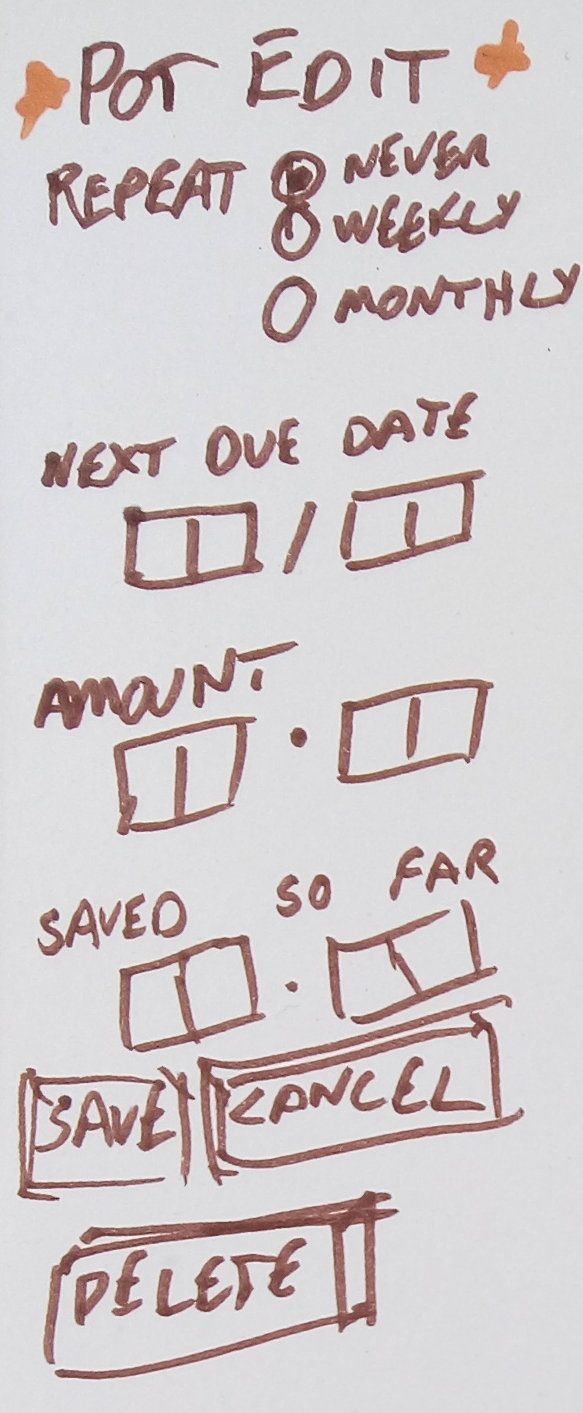 POT EDIT
REPEAT NEVER
WEEKLY
MONTHLY
NEXT DUE DATE
/
AMOUNT
.
SAVED SO FAR
.
SAVE CANCEL
DELETE